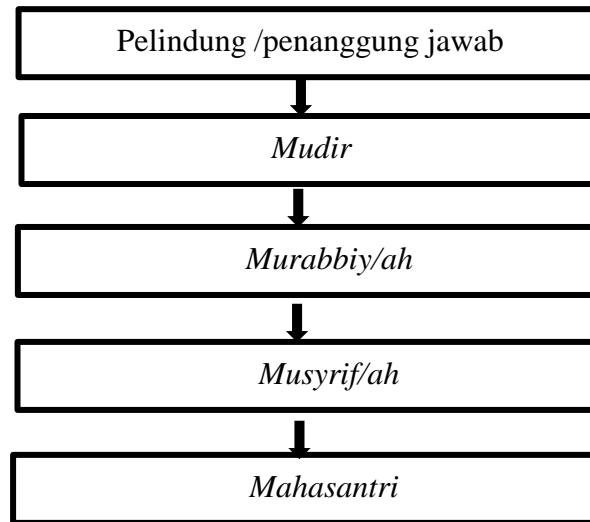 Pelindung /penanggung jawab
Mudir
Murabbiy/ah
Musyrif/ah
Mahasantri